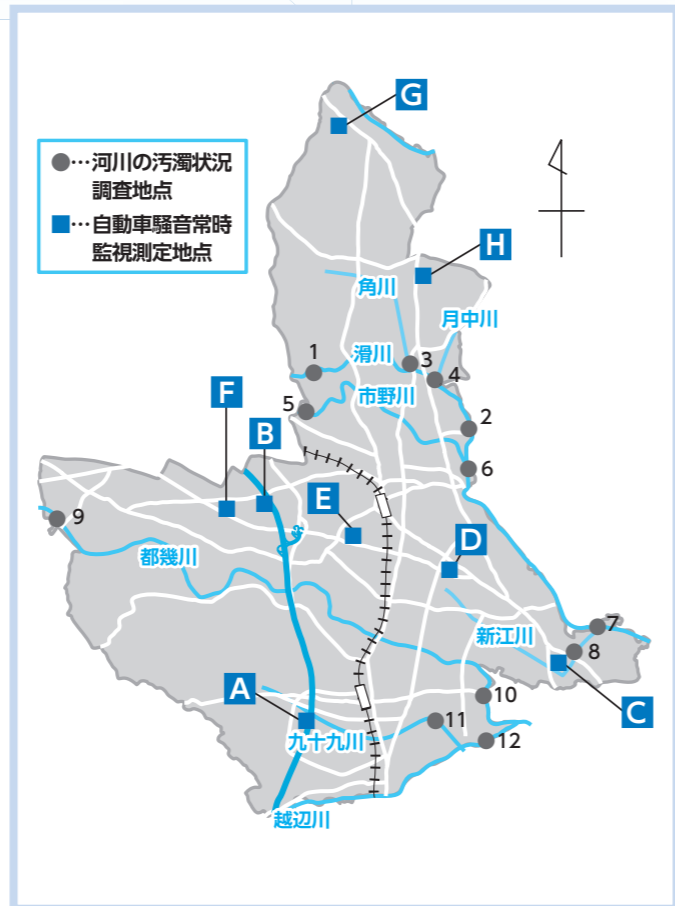 G
●…河川の汚濁状況
調査地点
■…自動車騒音常時
監視測定地点
H
角川
月中川
1
滑川
3
4
5
市野川
2
F
B
6
E
9
D
都幾川
新江川
7
8
A
10
C
11
九十九川
12
越辺川